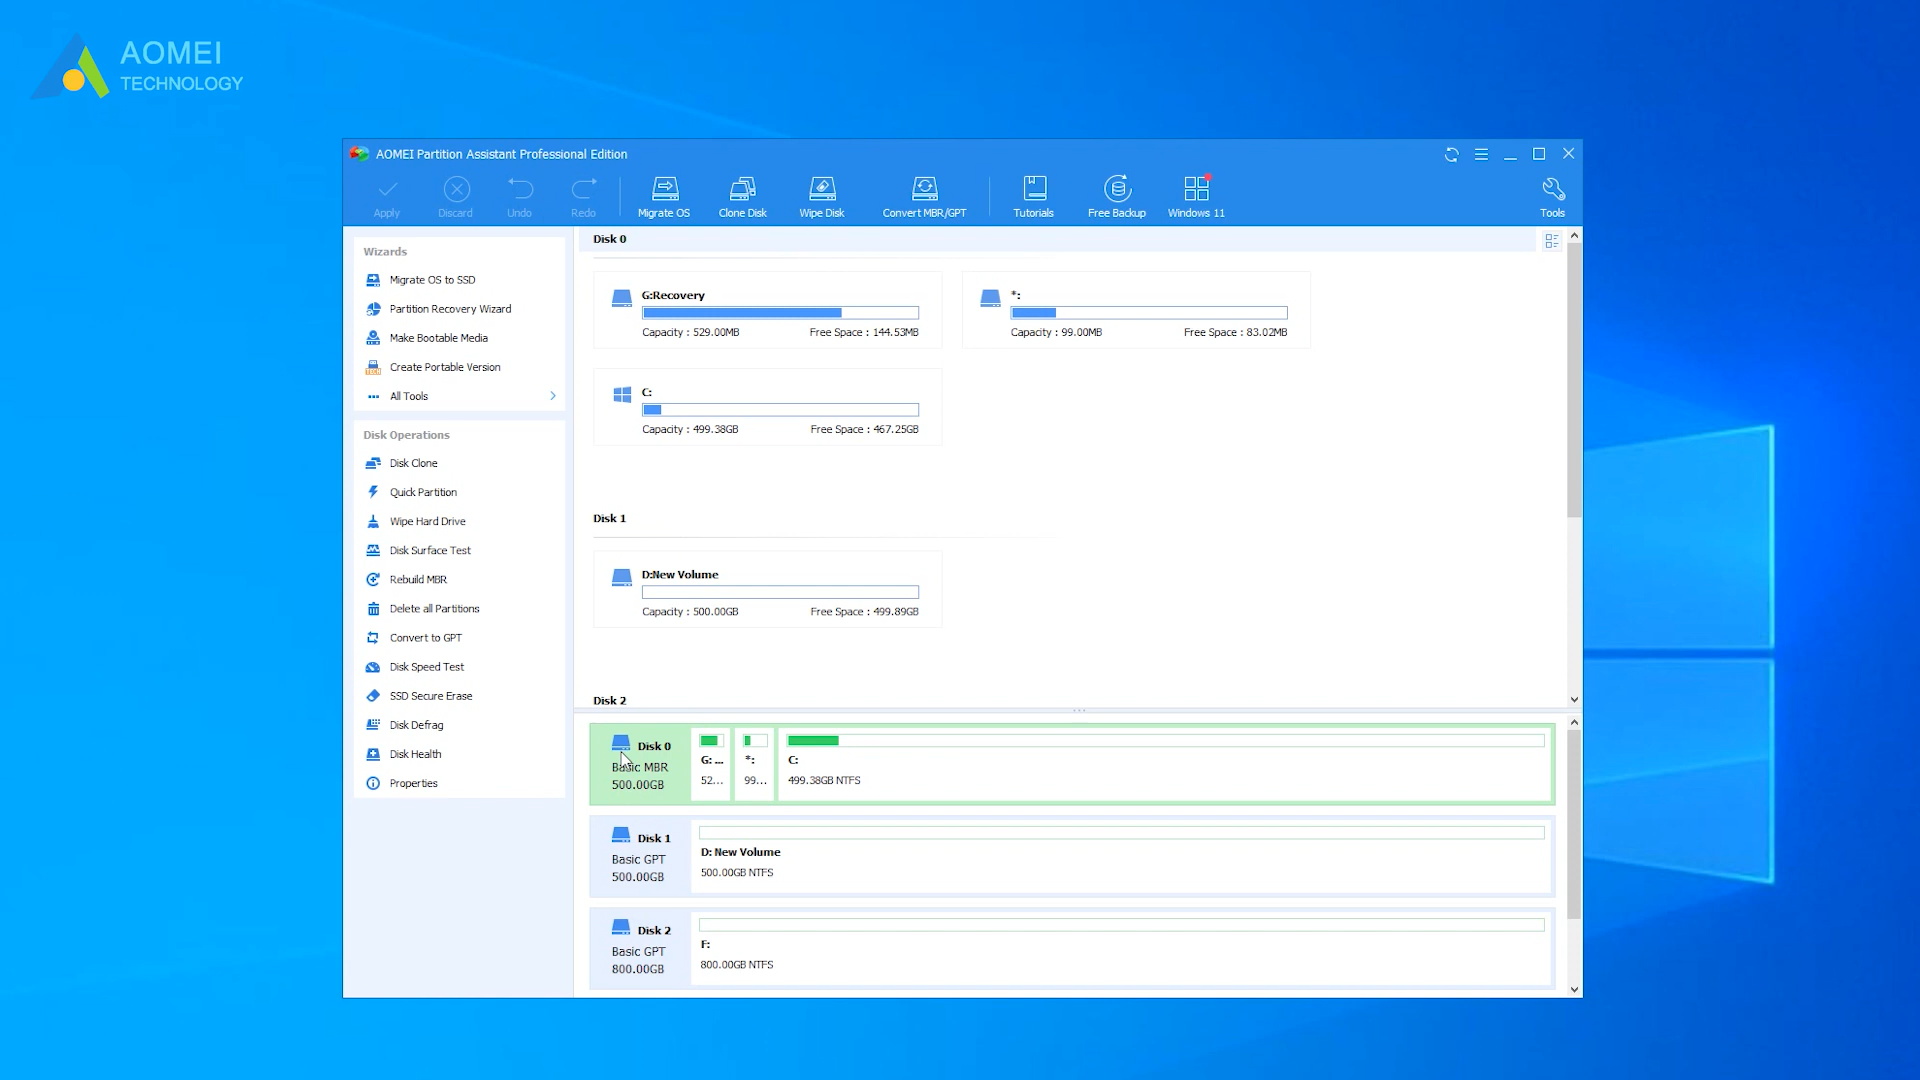 AOMEI
TECHNOLOGY
AOMEI Partition Assistant Professional Edition
Apply
Discard
Undo
Redo
Migrate OS
Clone Disk
Wipe Disk
Convert MBR/GPT
Tutorials
Free Backup
Windows 11
Tools
Wizards
Migrate OS to SSD
Partition Recovery Wizard
Make Bootable Media
Create Portable Version
All Tools
Disk Operations
Disk Clone
Quick Partition
Wipe Hard Drive
Disk Surface Test
Rebuild MBR
Delete all Partitions
Convert to GPT
Disk Speed Test
SSD Secure Erase
Disk Defrag
Disk Health
Properties
Disk 0
G:Recovery
Capacity : 529.00MB Free Space : 144.53MB
*:
Capacity : 99.00MB Free Space : 83.02MB
C:
Capacity : 499.38GB Free Space : 467.25GB
Disk 1
D:New Volume
Capacity : 500.00GB Free Space : 499.89GB
Disk 2
Disk 0
Basic MBR
500.00GB
G: ...
52...
*:
99...
C:
499.38GB NTFS
Disk 1
Basic GPT
500.00GB
D: New Volume
500.00GB NTFS
Disk 2
Basic GPT
800.00GB
F:
800.00GB NTFS